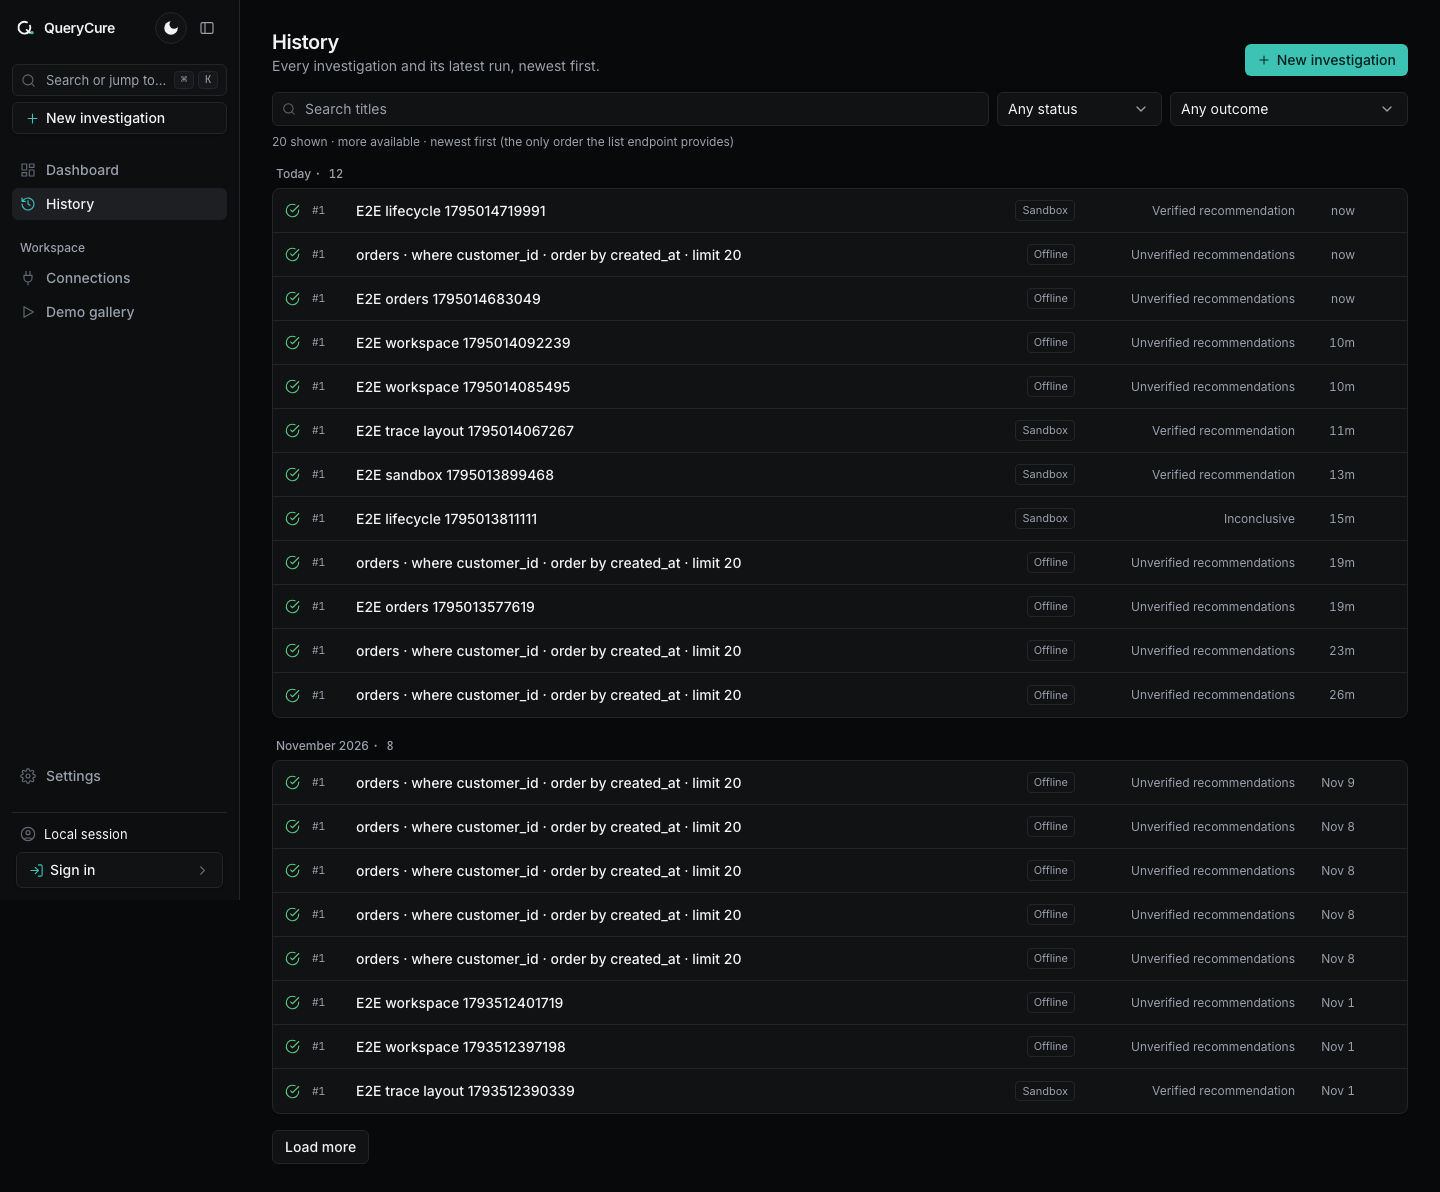 QueryCure
Search or jump to... ⌘ K
New investigation
Dashboard
History
Workspace
Connections
Demo gallery
Settings
Local session
Sign in
History
Every investigation and its latest run, newest first.
New investigation
Search titles
Any status
Any outcome
20 shown · more available · newest first (the only order the list endpoint provides)
Today · 12
#1 E2E lifecycle 1795014719991 Sandbox Verified recommendation now
#1 orders · where customer_id · order by created_at · limit 20 Offline Unverified recommendations now
#1 E2E orders 1795014683049 Offline Unverified recommendations now
#1 E2E workspace 1795014092239 Offline Unverified recommendations 10m
#1 E2E workspace 1795014085495 Offline Unverified recommendations 10m
#1 E2E trace layout 1795014067267 Sandbox Verified recommendation 11m
#1 E2E sandbox 1795013899468 Sandbox Verified recommendation 13m
#1 E2E lifecycle 1795013811111 Sandbox Inconclusive 15m
#1 orders · where customer_id · order by created_at · limit 20 Offline Unverified recommendations 19m
#1 E2E orders 1795013577619 Offline Unverified recommendations 19m
#1 orders · where customer_id · order by created_at · limit 20 Offline Unverified recommendations 23m
#1 orders · where customer_id · order by created_at · limit 20 Offline Unverified recommendations 26m
November 2026 · 8
#1 orders · where customer_id · order by created_at · limit 20 Offline Unverified recommendations Nov 9
#1 orders · where customer_id · order by created_at · limit 20 Offline Unverified recommendations Nov 8
#1 orders · where customer_id · order by created_at · limit 20 Offline Unverified recommendations Nov 8
#1 orders · where customer_id · order by created_at · limit 20 Offline Unverified recommendations Nov 8
#1 orders · where customer_id · order by created_at · limit 20 Offline Unverified recommendations Nov 8
#1 E2E workspace 1793512401719 Offline Unverified recommendations Nov 1
#1 E2E workspace 1793512397198 Offline Unverified recommendations Nov 1
#1 E2E trace layout 1793512390339 Sandbox Verified recommendation Nov 1
Load more